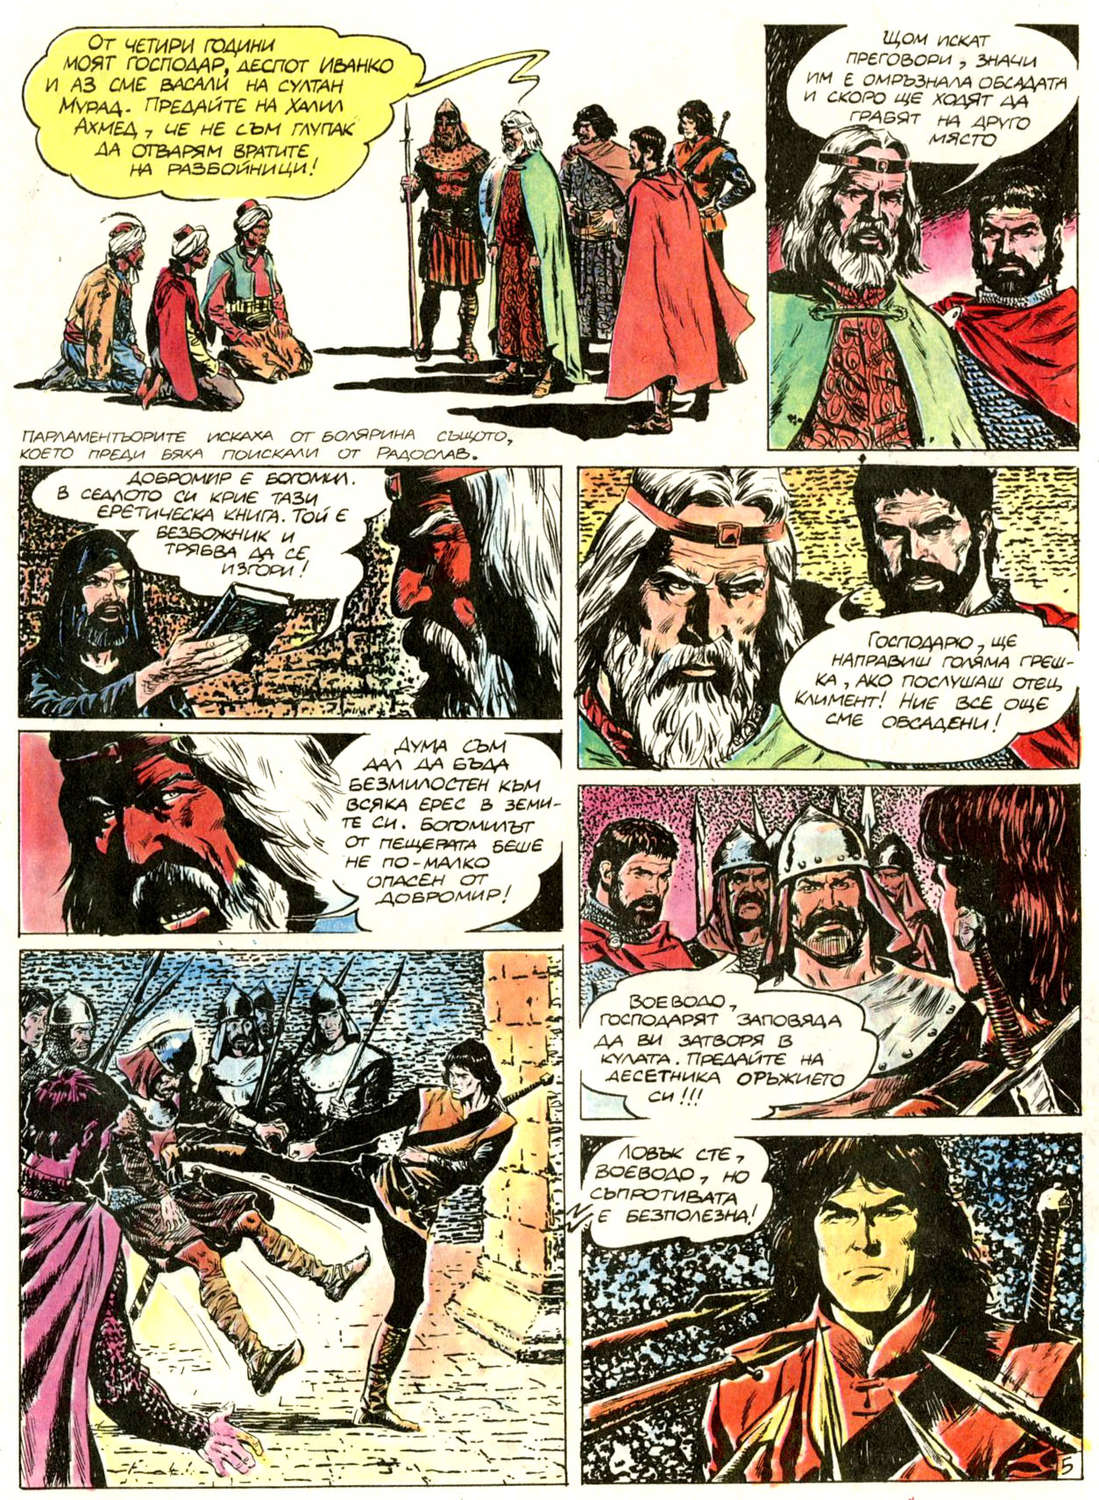 ОТ ЧЕТИРИ ГОДИНИ
МОЯТ ГОСПОДАР, ДЕСПОТ ИВАНКО
И АЗ СМЕ ВАСАЛИ НА СУЛТАН
МУРАД. ПРЕДАЙТЕ НА ХАЛИЛ
АХМЕД, ЧЕ НЕ СЪМ ГЛУПАК
ДА ОТВАРЯМ ВРАТИТЕ
НА РАЗБОЙНИЦИ!
ПАРЛАМЕНТЬОРИТЕ ИСКАХА ОТ БОЛЯРИНА СЪЩОТО,
КОЕТО ПРЕДИ БЯХА ПОИСКАЛИ ОТ РАДОСЛАВ.
ЩОМ ИСКАТ
ПРЕГОВОРИ, ЗНАЧИ
ИМ Е ОМРЪЗНАЛА ОБСАДАТА
И СКОРО ЩЕ ХОДЯТ ДА
ГРАБЯТ НА ДРУГО
МЯСТО
ДОБРОМИР Е БОГОМИЛ.
В СЕДЛОТО СИ КРИЕ ТАЗИ
ЕРЕТИЧЕСКА КНИГА. ТОЙ Е
БЕЗБОЖНИК И
ТРЯБВА ДА СЕ
ИЗГОРИ!
ГОСПОДАРЮ, ЩЕ
НАПРАВИШ ГОЛЯМА ГРЕШ-
КА, АКО ПОСЛУШАШ ОТЕЦ
КЛИМЕНТ! НИЕ ВСЕ ОЩЕ
СМЕ ОБСАДЕНИ!
ДУМА СЪМ
ДАЛ ДА БЪДА
БЕЗМИЛОСТЕН КЪМ
ВСЯКА ЕРЕС В ЗЕМИ-
ТЕ СИ. БОГОМИЛЪТ
ОТ ПЕЩЕРАТА БЕШЕ
НЕ ПО-МАЛКО
ОПАСЕН ОТ
ДОБРОМИР!
ВОЕВОДО,
ГОСПОДАРЯТ ЗАПОВЯДА
ДА ВИ ЗАТВОРЯ В
КУЛАТА. ПРЕДАЙТЕ НА
ДЕСЕТНИКА ОРЪЖИЕТО
СИ!!!
ЛОВЪК СТЕ,
ВОЕВОДО, НО
СЪПРОТИВАТА
Е БЕЗПОЛЕЗНА!
5